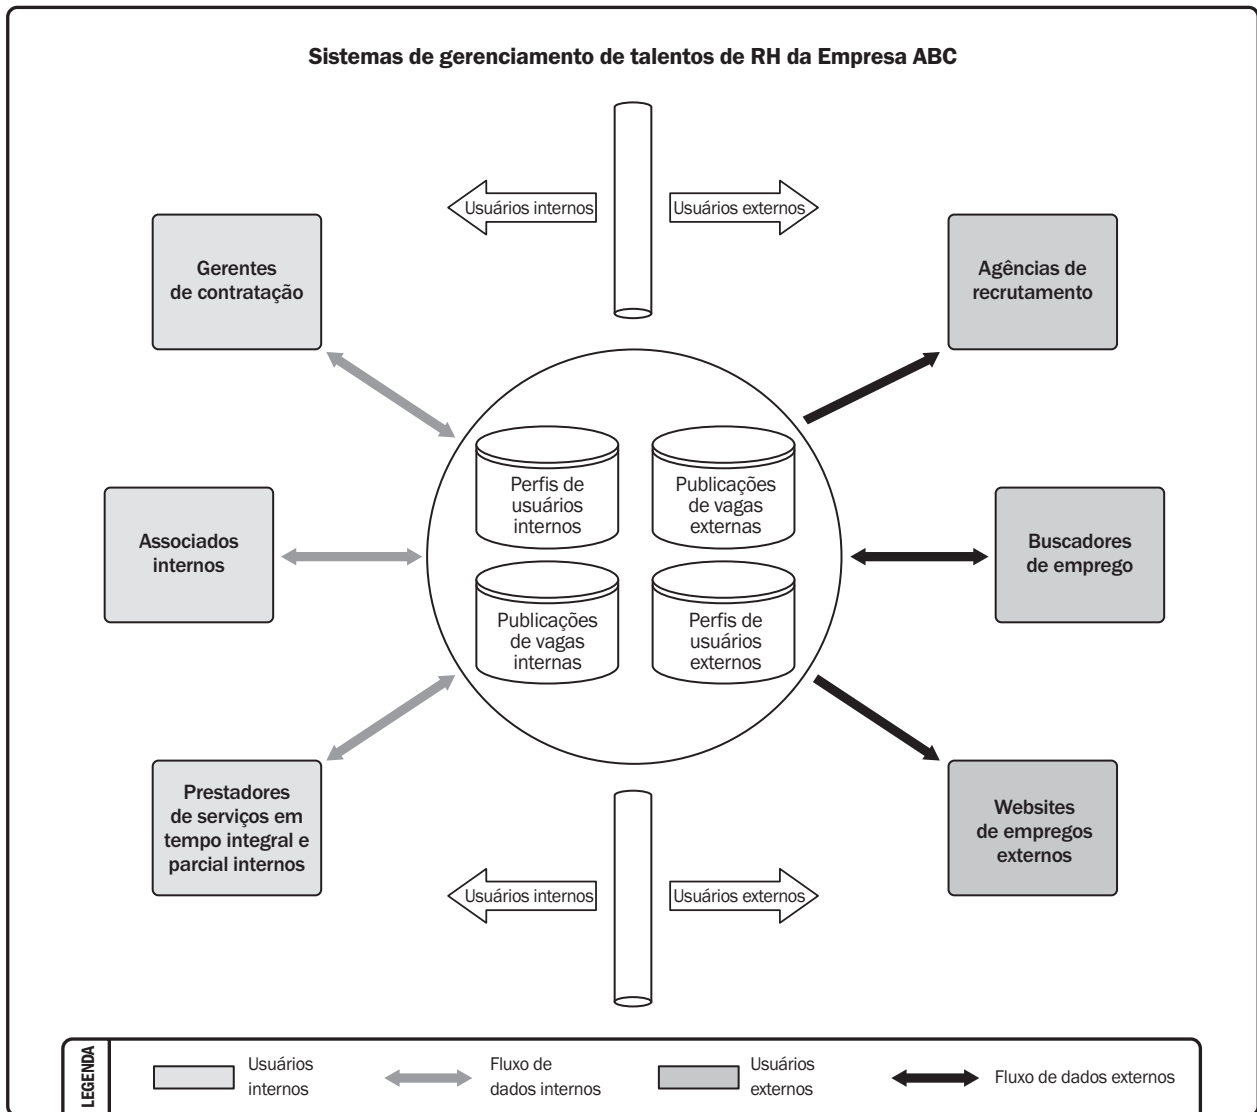 Sistemas de gerenciamento de talentos de RH da Empresa ABC
Usuários internos
Usuários externos
Gerentes
de contratação
Agências de
recrutamento
Perfis de
usuários
internos
Publicações
de vagas
externas
Associados
internos
Buscadores
de emprego
Publicações
de vagas
internas
Perfis de
usuários
externos
Prestadores
de serviços em
tempo integral e
parcial internos
Websites
de empregos
externos
Usuários internos
Usuários externos
LEGENDA
Usuários
internos
Fluxo de
dados internos
Usuários
externos
Fluxo de dados externos